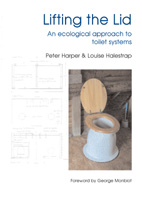 Lifting the Lid
An ecological approach to
toilet systems
Peter Harper & Louise Halestrap
Foreword by George Monbiot